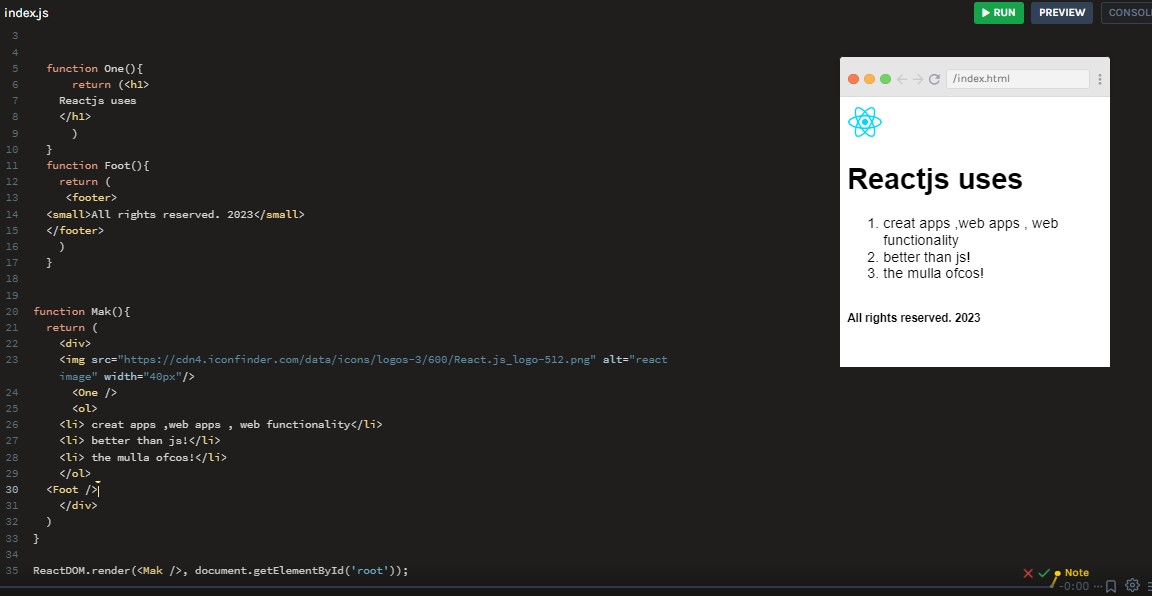 index.js
RUN
PREVIEW
CONSOL
3
4
5 function One(){
6 return (<h1>
7 Reactjs uses
8 </h1>
9 )
10 }
11 function Foot(){
12 return (
13 <footer>
14 <small>All rights reserved. 2023</small>
15 </footer>
16 )
17 }
18
19
20 function Mak(){
21 return (
22 <div>
23 <img src="https://cdn4.iconfinder.com/data/icons/logos-3/600/React.js_logo-512.png" alt="react
image" width="40px"/>
24 <One />
25 <ol>
26 <li> creat apps ,web apps , web functionality</li>
27 <li> better than js!</li>
28 <li> the mulla ofcos!</li>
29 </ol>
30 <Foot />
31 </div>
32 )
33 }
34
35 ReactDOM.render(<Mak />, document.getElementById('root'));
/index.html
Reactjs uses
1. creat apps ,web apps , web
functionality
2. better than js!
3. the mulla ofcos!
All rights reserved. 2023
Note
-0:00